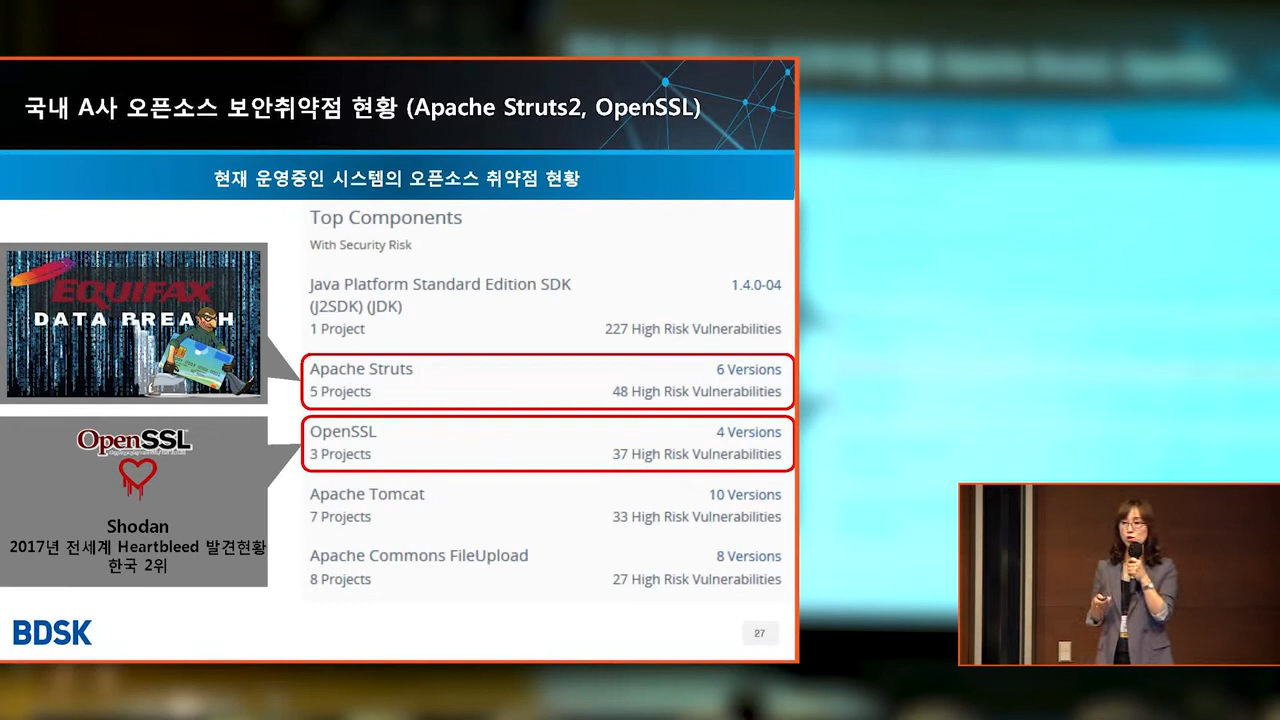 국내 A사 오픈소스 보안취약점 현황 (Apache Struts2, OpenSSL)
현재 운영중인 시스템의 오픈소스 취약점 현황
Top Components
With Security Risk
Java Platform Standard Edition SDK
(J2SDK) (JDK)
1.4.0-04
1 Project
227 High Risk Vulnerabilities
EQUIFAX
DATA BREACH
Apache Struts
6 Versions
5 Projects
48 High Risk Vulnerabilities
OpenSSL
OpenSSL
4 Versions
3 Projects
37 High Risk Vulnerabilities
Shodan
2017년 전세계 Heartbleed 발견현황
한국 2위
Apache Tomcat
10 Versions
7 Projects
33 High Risk Vulnerabilities
Apache Commons FileUpload
8 Versions
8 Projects
27 High Risk Vulnerabilities
BDSK
27